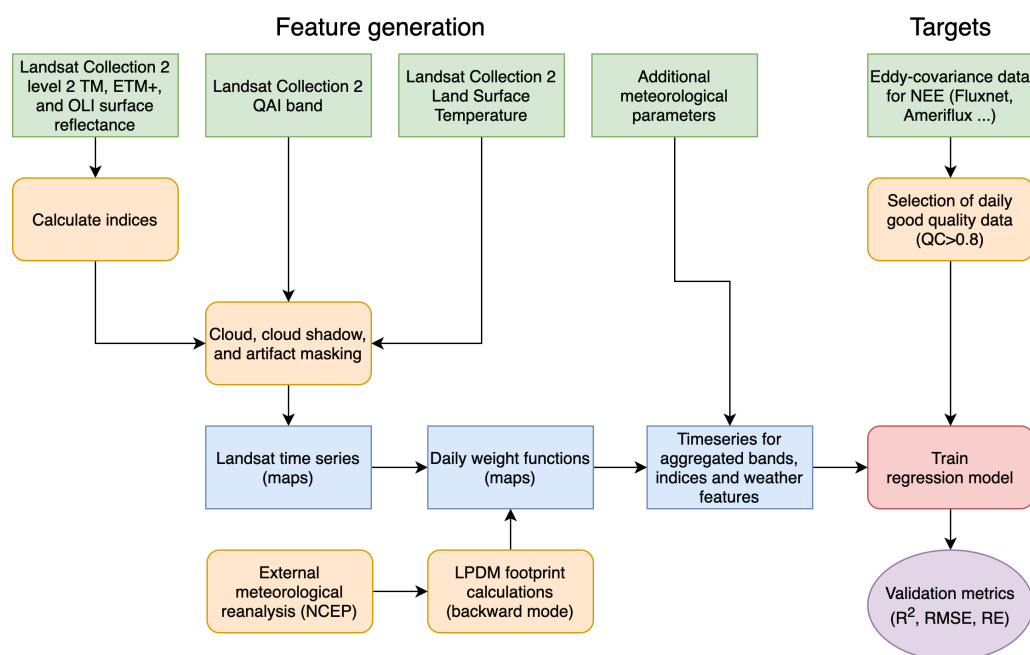 Feature generation
Targets
Landsat Collection 2
level 2 TM, ETM+,
and OLI surface
reflectance
Landsat Collection 2
QAI band
Landsat Collection 2
Land Surface
Temperature
Additional
meteorological
parameters
Eddy-covariance data
for NEE (Fluxnet,
Ameriflux ...)
Calculate indices
Selection of daily
good quality data
(QC>0.8)
Cloud, cloud shadow,
and artifact masking
Landsat time series
(maps)
Daily weight functions
(maps)
Timeseries for
aggregated bands,
indices and weather
features
Train
regression model
External
meteorological
reanalysis (NCEP)
LPDM footprint
calculations
(backward mode)
Validation metrics
(R², RMSE, RE)